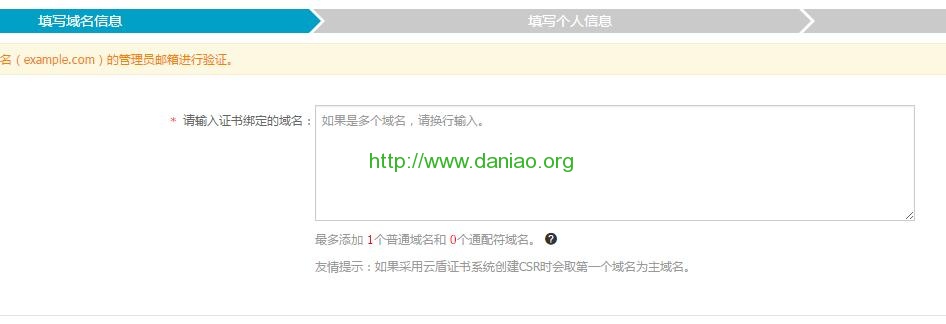 填写域名信息
填写个人信息
名（example.com）的管理员邮箱进行验证。
* 请输入证书绑定的域名：
如果是多个域名，请换行输入。
http://www.daniao.org
最多添加 1个普通域名和 0个通配符域名。 ?
友情提示：如果采用云盾证书系统创建CSR时会取第一个域名为主域名。